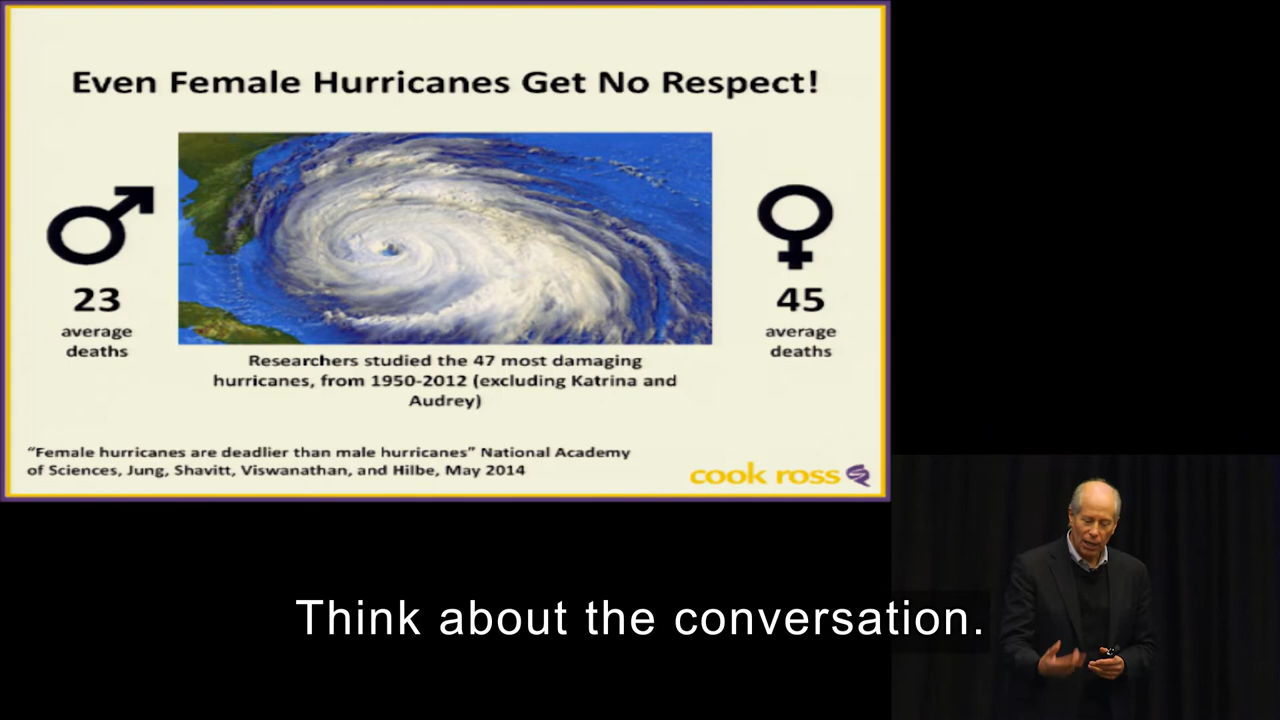 Even Female Hurricanes Get No Respect!
23
average
deaths
45
average
deaths
Researchers studied the 47 most damaging
hurricanes, from 1950-2012 (excluding Katrina and
Audrey)
“Female hurricanes are deadlier than male hurricanes” National Academy
of Sciences, Jung, Shavitt, Viswanathan, and Hilbe, May 2014
cook ross
Think about the conversation.